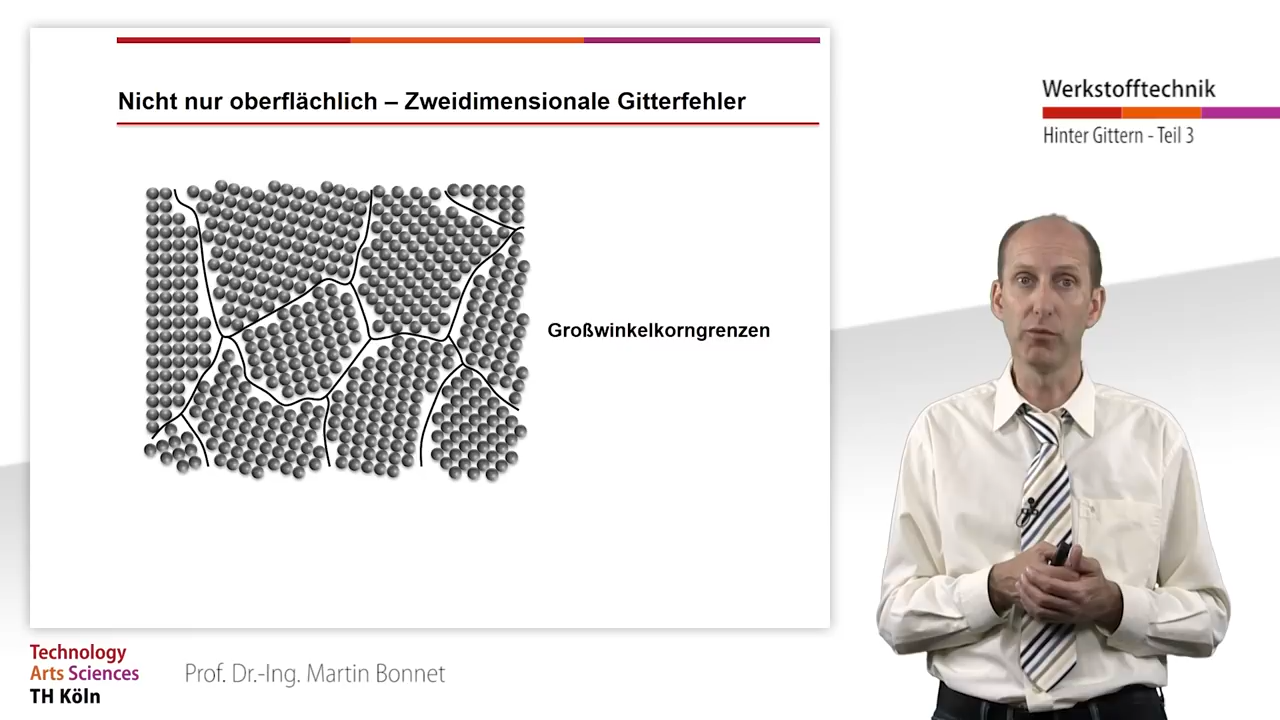 Nicht nur oberflächlich – Zweidimensionale Gitterfehler
Großwinkelkorngrenzen
Werkstofftechnik
Hinter Gittern - Teil 3
Technology
Arts Sciences
TH Köln
Prof. Dr.-Ing. Martin Bonnet